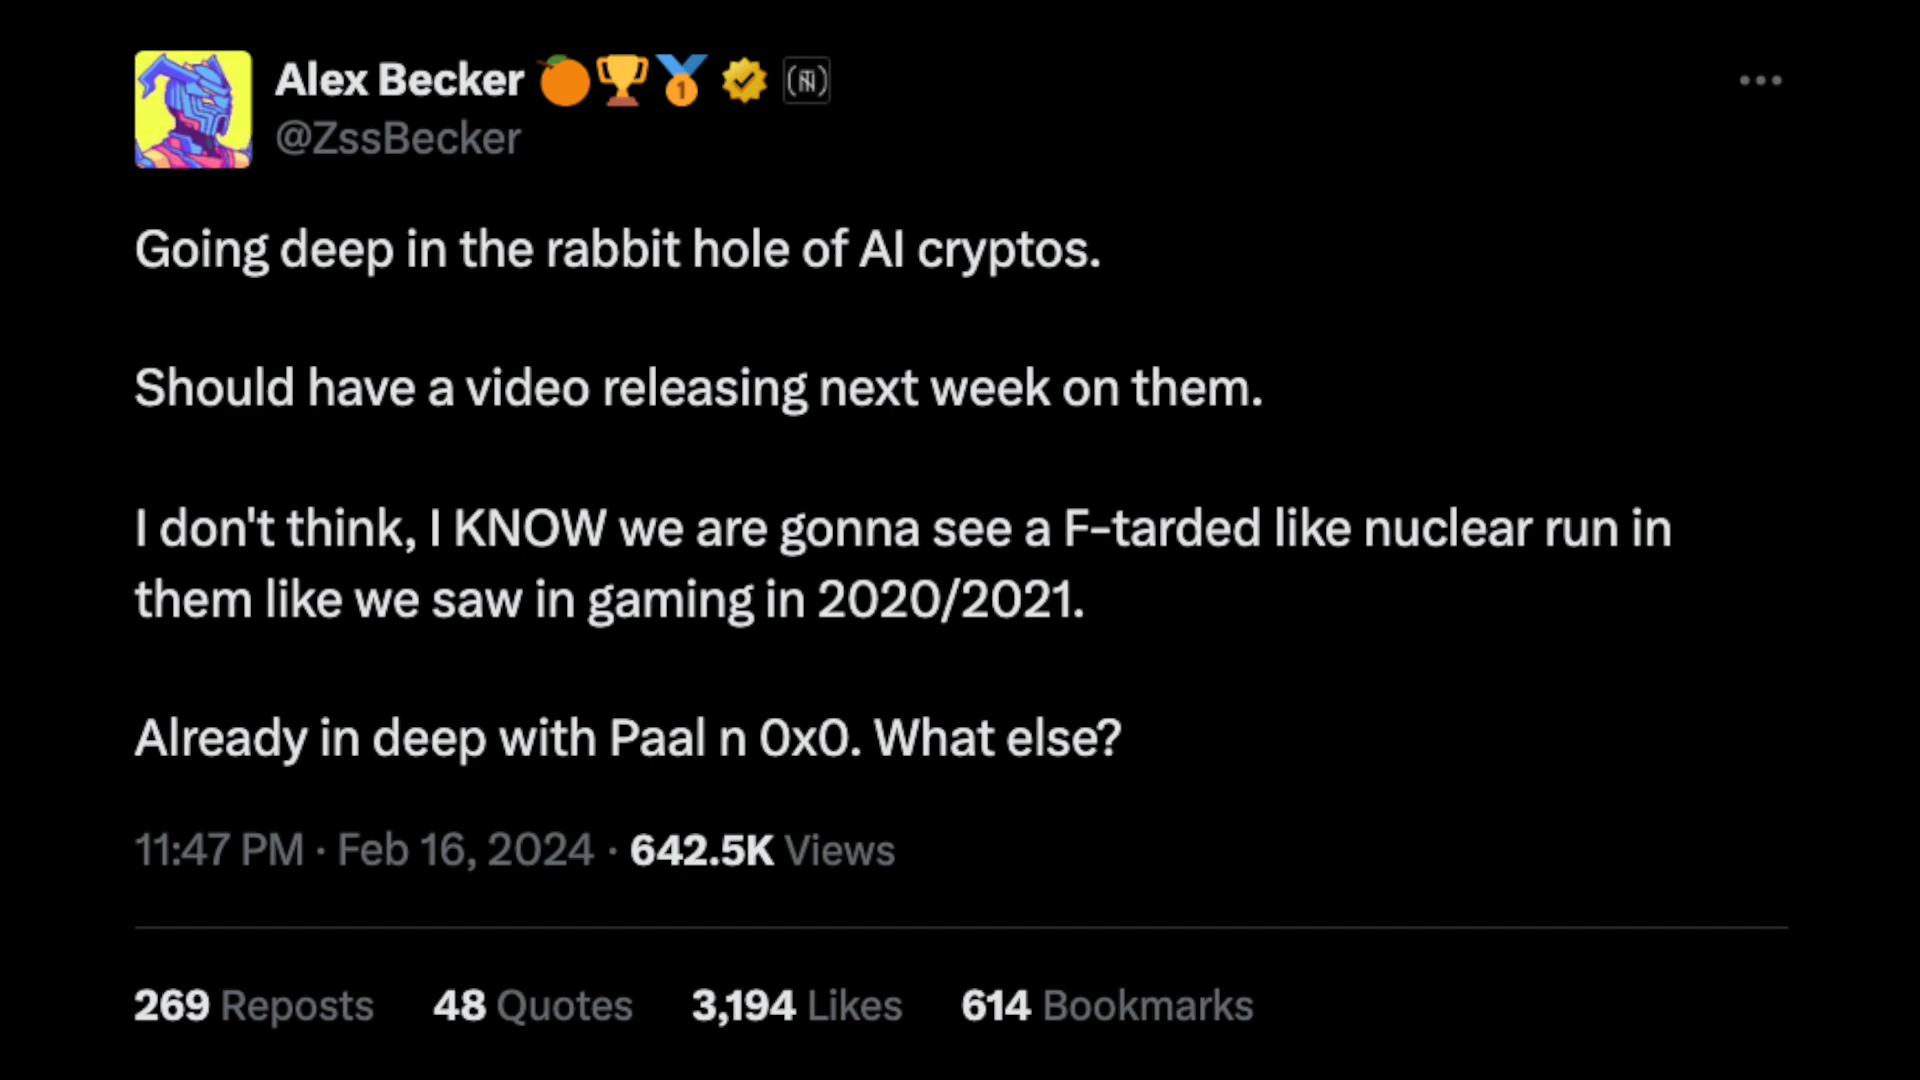 Alex Becker 🍊🏆🥇
@ZssBecker
Going deep in the rabbit hole of AI cryptos.
Should have a video releasing next week on them.
I don't think, I KNOW we are gonna see a F-tarded like nuclear run in
them like we saw in gaming in 2020/2021.
Already in deep with Paal n 0x0. What else?
11:47 PM · Feb 16, 2024 · 642.5K Views
269 Reposts 48 Quotes 3,194 Likes 614 Bookmarks